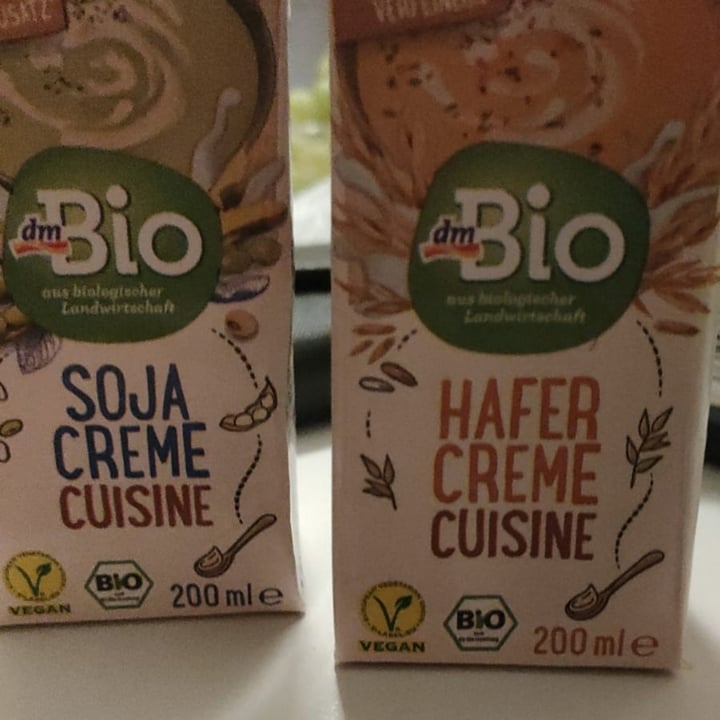 dm
Bio
aus biologischer
Landwirtschaft
SOJA
CREME
CUISINE
VEGAN
BIO
200 ml e
dm
Bio
aus biologischer
Landwirtschaft
HAFER
CREME
CUISINE
VEGAN
BIO
200 ml e